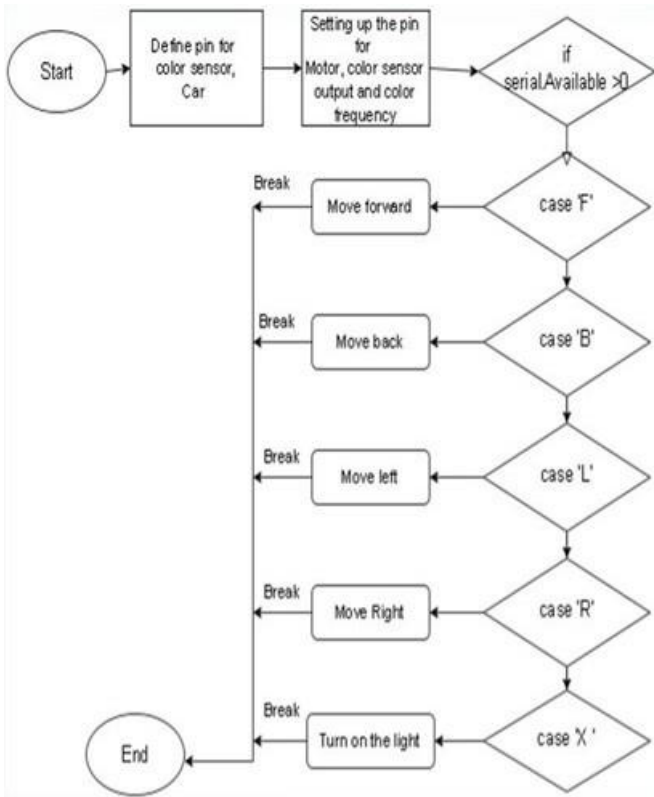 Start
Define pin for
color sensor,
Car
Setting up the pin
for
Motor, color sensor
output and color
frequency
if
serial.Available >0
Break
Move forward
case 'F'
Break
Move back
case 'B'
Break
Move left
case 'L'
Break
Move Right
case 'R'
Break
Turn on the light
case 'X '
End